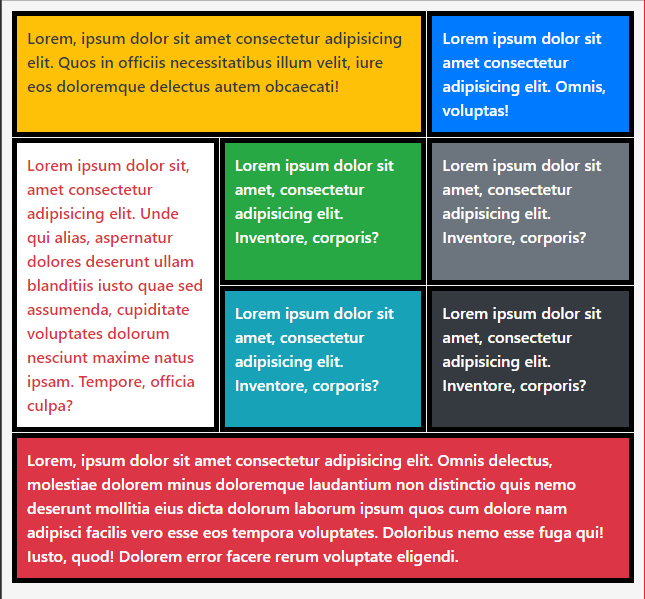 Lorem, ipsum dolor sit amet consectetur adipisicing
elit. Quos in officiis necessitatibus illum velit, iure
eos doloremque delectus autem obcaecati!
Lorem ipsum dolor sit
amet consectetur
adipisicing elit. Omnis,
voluptas!
Lorem ipsum dolor sit,
amet consectetur
adipisicing elit. Unde
qui alias, aspernatur
dolores deserunt ullam
blanditiis iusto quae sed
assumenda, cupiditate
voluptates dolorum
nesciunt maxime natus
ipsam. Tempore, officia
culpa?
Lorem ipsum dolor sit
amet, consectetur
adipisicing elit.
Inventore, corporis?
Lorem ipsum dolor sit
amet, consectetur
adipisicing elit.
Inventore, corporis?
Lorem ipsum dolor sit
amet, consectetur
adipisicing elit.
Inventore, corporis?
Lorem ipsum dolor sit
amet, consectetur
adipisicing elit.
Inventore, corporis?
Lorem, ipsum dolor sit amet consectetur adipisicing elit. Omnis delectus,
molestiae dolorem minus doloremque laudantium non distinctio quis nemo
deserunt mollitia eius dicta dolorum laborum ipsum quos cum dolore nam
adipisci facilis vero esse eos tempora voluptates. Doloribus nemo esse fuga qui!
Iusto, quod! Dolorem error facere rerum voluptate eligendi.